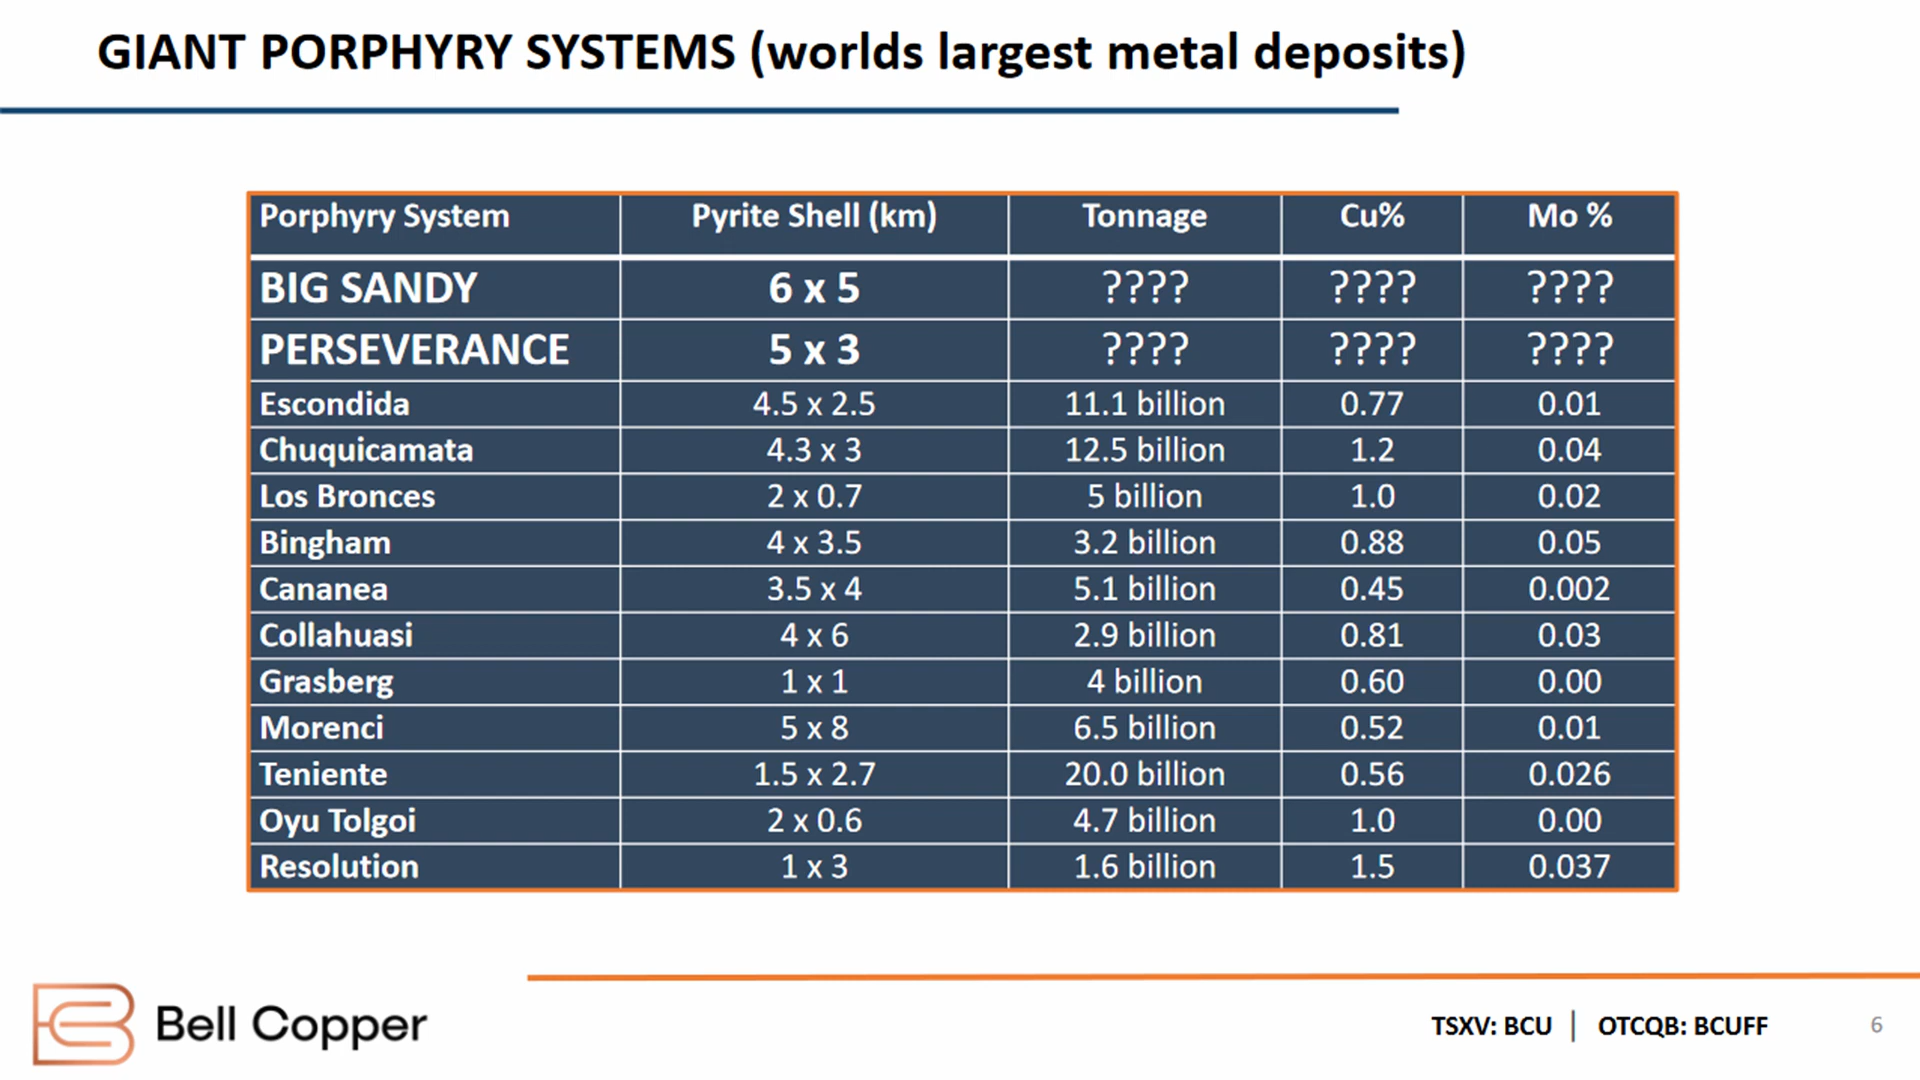 GIANT PORPHYRY SYSTEMS (worlds largest metal deposits)
Porphyry System Pyrite Shell (km) Tonnage Cu% Mo %
BIG SANDY 6 x 5 ???? ???? ????
PERSEVERANCE 5 x 3 ???? ???? ????
Escondida 4.5 x 2.5 11.1 billion 0.77 0.01
Chuquicamata 4.3 x 3 12.5 billion 1.2 0.04
Los Bronces 2 x 0.7 5 billion 1.0 0.02
Bingham 4 x 3.5 3.2 billion 0.88 0.05
Cananea 3.5 x 4 5.1 billion 0.45 0.002
Collahuasi 4 x 6 2.9 billion 0.81 0.03
Grasberg 1 x 1 4 billion 0.60 0.00
Morenci 5 x 8 6.5 billion 0.52 0.01
Teniente 1.5 x 2.7 20.0 billion 0.56 0.026
Oyu Tolgoi 2 x 0.6 4.7 billion 1.0 0.00
Resolution 1 x 3 1.6 billion 1.5 0.037
Bell Copper
TSXV: BCU | OTCQB: BCUFF 6